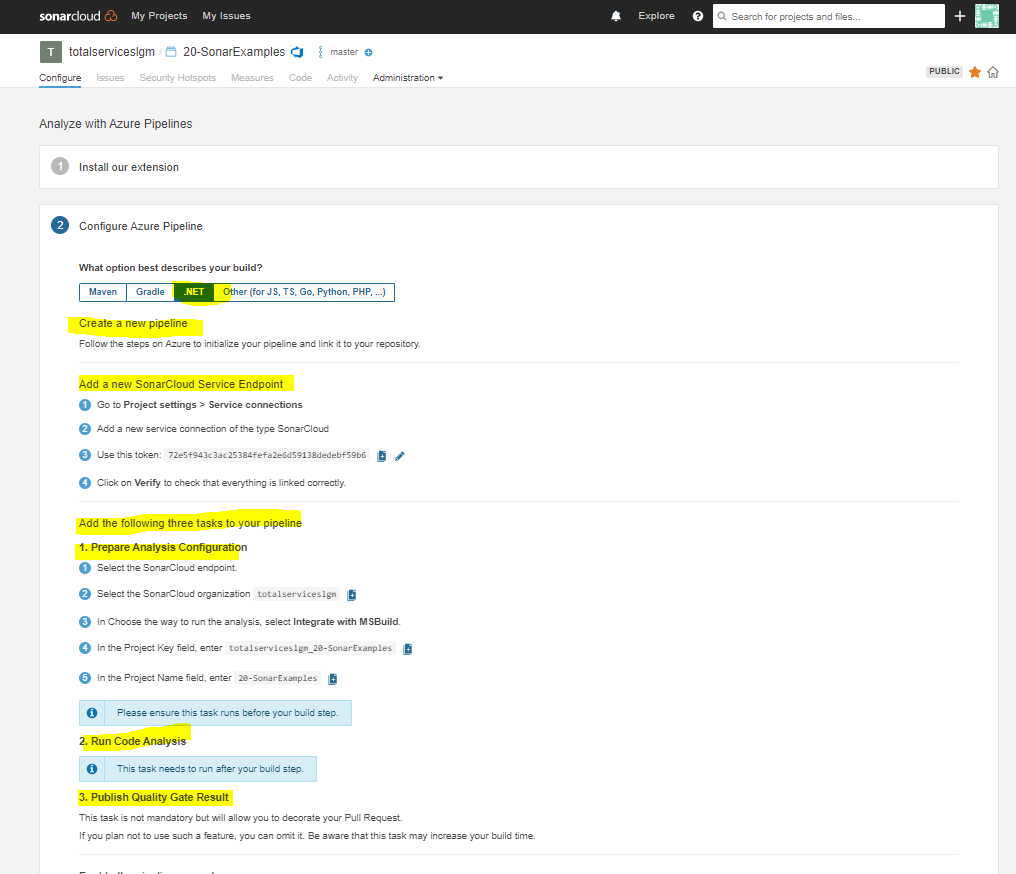 sonarcloud My Projects My Issues Explore Search for projects and files...
T totalserviceslgm / 20-SonarExamples master
Configure Issues Security Hotspots Measures Code Activity Administration PUBLIC
Analyze with Azure Pipelines
1 Install our extension
2 Configure Azure Pipeline
What option best describes your build?
Maven Gradle .NET Other (for JS, TS, Go, Python, PHP, ...)
Create a new pipeline
Follow the steps on Azure to initialize your pipeline and link it to your repository.
Add a new SonarCloud Service Endpoint
1 Go to Project settings > Service connections
2 Add a new service connection of the type SonarCloud
3 Use this token: 72e5f943c3ac25384fefa2e6d59138dedebf59b6
4 Click on Verify to check that everything is linked correctly.
Add the following three tasks to your pipeline
1. Prepare Analysis Configuration
1 Select the SonarCloud endpoint.
2 Select the SonarCloud organization totalserviceslgm
3 In Choose the way to run the analysis, select Integrate with MSBuild.
4 In the Project Key field, enter totalserviceslgm_20-SonarExamples
5 In the Project Name field, enter 20-SonarExamples
Please ensure this task runs before your build step.
2. Run Code Analysis
This task needs to run after your build step.
3. Publish Quality Gate Result
This task is not mandatory but will allow you to decorate your Pull Request.
If you plan not to use such a feature, you can omit it. Be aware that this task may increase your build time.